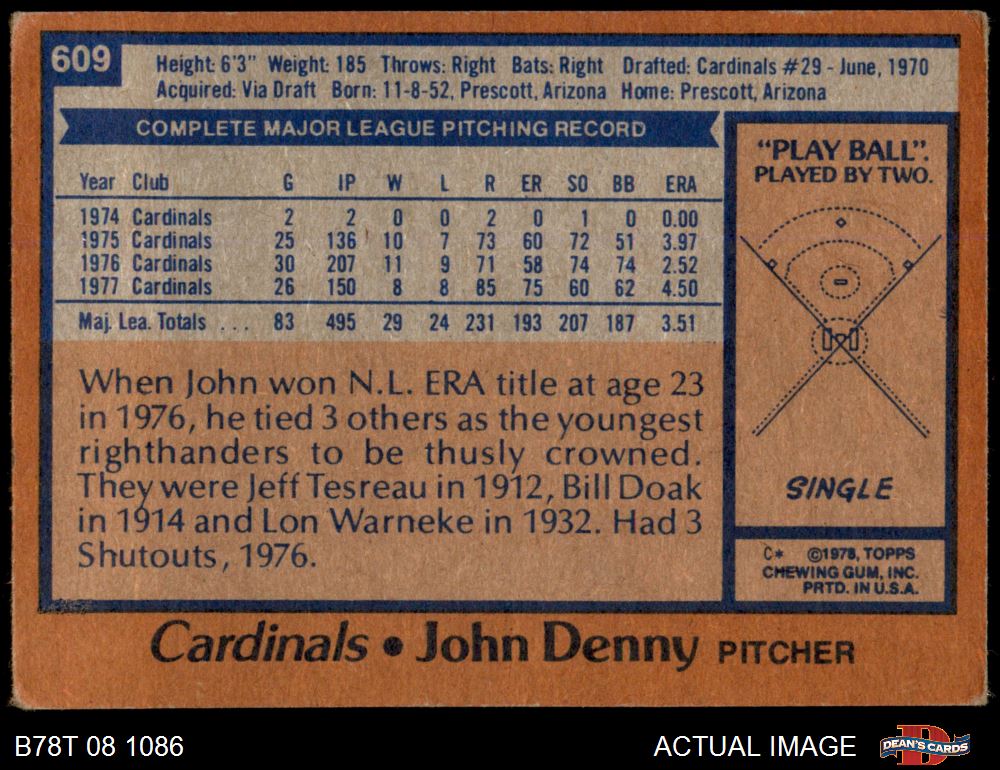 609
Height: 6'3" Weight: 185 Throws: Right Bats: Right Drafted: Cardinals #29 - June, 1970
Acquired: Via Draft Born: 11-8-52, Prescott, Arizona Home: Prescott, Arizona
COMPLETE MAJOR LEAGUE PITCHING RECORD
Year Club G IP W L R ER SO BB ERA
1974 Cardinals 2 2 0 0 2 0 1 0 0.00
1975 Cardinals 25 136 10 7 73 60 72 51 3.97
1976 Cardinals 30 207 11 9 71 58 74 74 2.52
1977 Cardinals 26 150 8 8 85 75 60 62 4.50
Maj. Lea. Totals . . . 83 495 29 24 231 193 207 187 3.51
When John won N.L. ERA title at age 23
in 1976, he tied 3 others as the youngest
righthanders to be thusly crowned.
They were Jeff Tesreau in 1912, Bill Doak
in 1914 and Lon Warneke in 1932. Had 3
Shutouts, 1976.
"PLAY BALL".
PLAYED BY TWO.
SINGLE
C* ©1978, TOPPS
CHEWING GUM, INC.
PRTD. IN U.S.A.
Cardinals • John Denny PITCHER
B78T 08 1086
ACTUAL IMAGE
D
DEAN'S CARDS